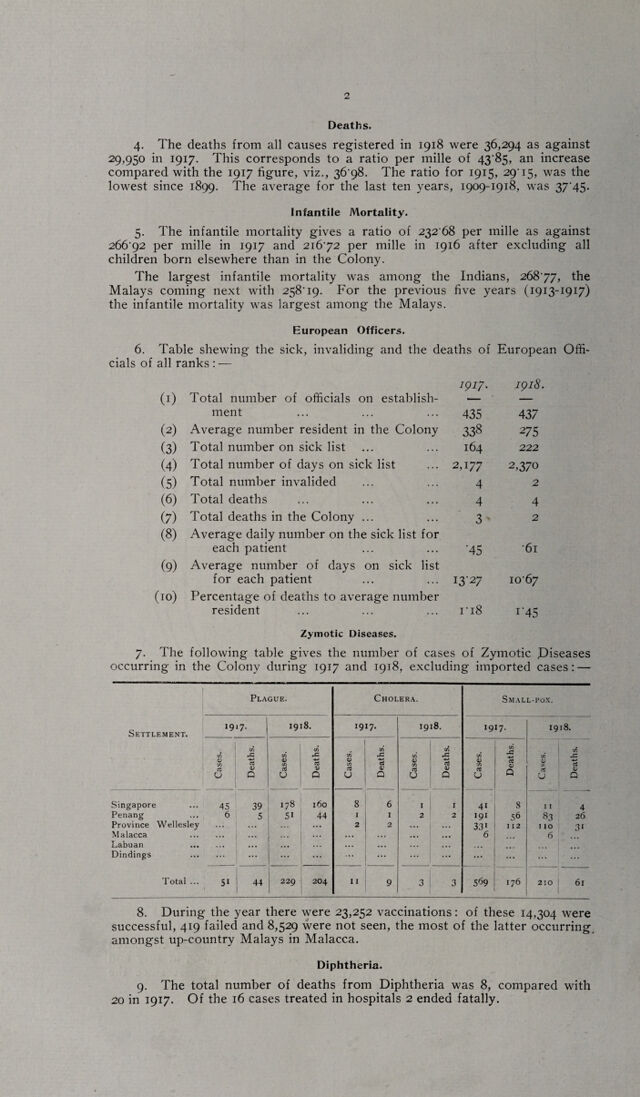 2
Deaths.
4. The deaths from all causes registered in 1918 were 36,294 as against
29,950 in 1917. This corresponds to a ratio per mille of 43·85, an increase
compared with the 1917 figure, viz., 36·98. The ratio for 1915, 29·15, was the
lowest since 1899. The average for the last ten years, 1909-1918, was 37·45.
Infantile Mortality.
5. The infantile mortality gives a ratio of 232·68 per mille as against
266·92 per mille in 1917 and 216·72 per mille in 1916 after excluding all
children born elsewhere than in the Colony.
The largest infantile mortality was among the Indians, 268·77, the
Malays coming next with 258·19. For the previous five years (1913-1917)
the infantile mortality was largest among the Malays.
European Officers.
6. Table shewing the sick, invaliding and the deaths of European Offi-
cials of all ranks :—
1917. 1918.
(1) Total number of officials on establish- — —
ment ... ... ... 435 437
(2) Average number resident in the Colony 338 275
(3) Total number on sick list ... ... 164 222
(4) Total number of days on sick list ... 2,177 2,370
(5) Total number invalided ... ... 4 2
(6) Total deaths ... ... ... 4 4
(7) Total deaths in the Colony ... ... 3 2
(8) Average daily number on the sick list for
each patient ... ... ·45 ·61
(9) Average number of days on sick list
for each patient ... ... 13·27 10·67
(10) Percentage of deaths to average number
resident ... ... ... 1·18 1·45
Zymotic Diseases.
7. The following table gives the number of cases of Zymotic Diseases
occurring in the Colony during 1917 and 1918, excluding imported cases :—
Settlement. Plague. Cholera. Small-pox.
1917. 1918. 1917. 1918. 1917. 1918.
Cases. Deaths. Cases. Deaths. Cases. Deaths. Cases. Deaths. Cases. Deaths. Cases. Deaths.
Singapore ... 45 39 178 160 8 6 1 1 41 8 11 4
Penang ... 6 5 51 44 1 1 2 2 191 56 83 26
Province Wellesley ... ... ... ... 2 2 ... ... 331 112 110 31
Malacca ... ... ... ... ... ... ... ... ... 6 ... 6 ...
Labuan ... ... ... ... ... ... ... ... ... ... ... ... ...
Dindings ... ... ... ... ... ... ... ... ... ... ... ... ...
Total ... 51 44 229 204 11 9 3 3 569 176 210 61
8. During the year there were 23,252 vaccinations: of these 14,304 were
successful, 419 failed and 8,529 were not seen, the most of the latter occurring
amongst up-country Malays in Malacca.
Diphtheria.
9. The total number of deaths from Diphtheria was 8, compared with
20 in 1917. Of the 16 cases treated in hospitals 2 ended fatally.